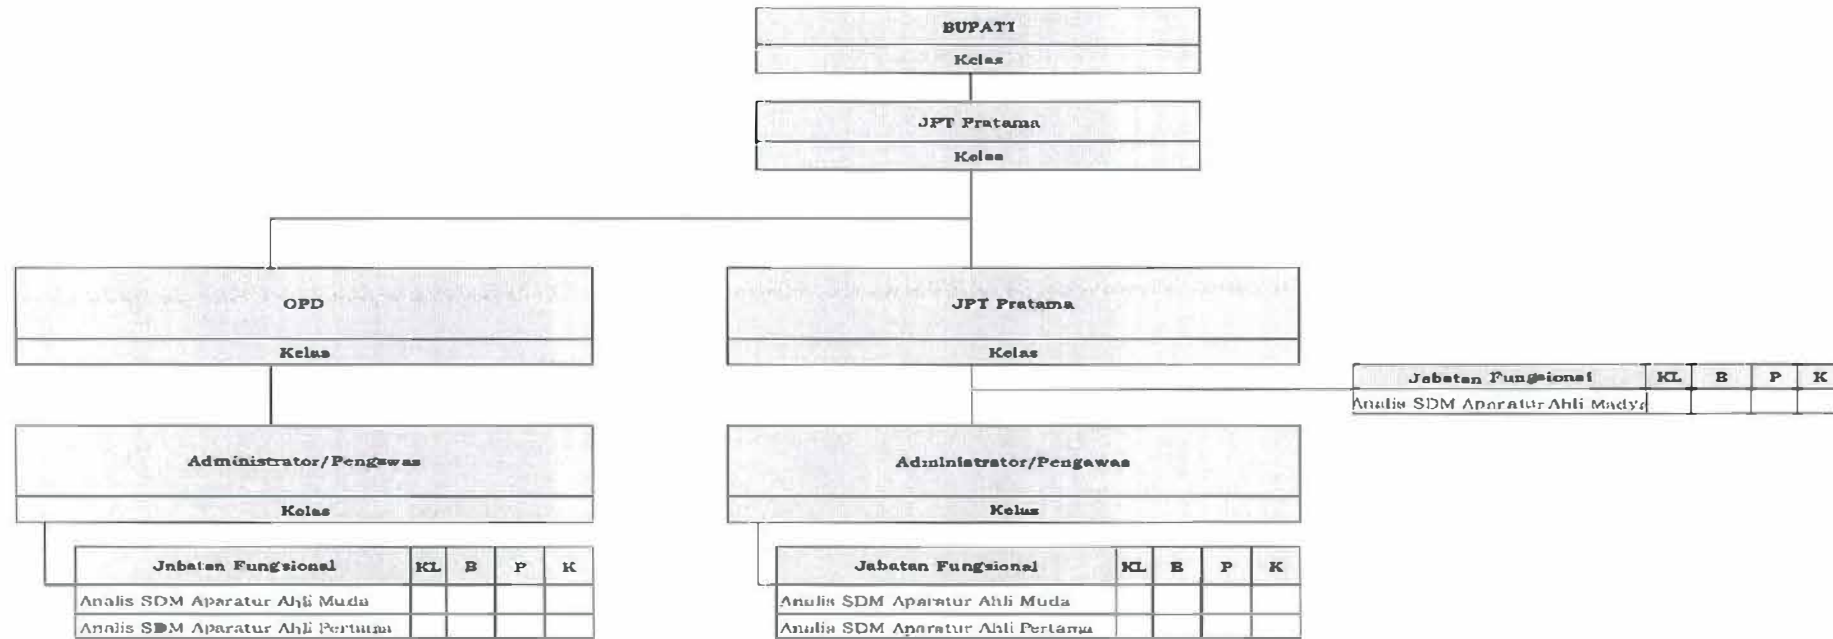 BUPATI
Kelas
JPT Pratama
Kelas
OPD
Kelas
JPT Pratama
Kelas
Jabatan Fungsional KL B P K
Analis SDM Aparatur Ahli Madya
Administrator/Pengawas
Kelas
Administrator/Pengawas
Kelas
Jabatan Fungsional KL B P K
Analis SDM Aparatur Ahli Muda
Analis SDM Aparatur Ahli Pertama
Jabatan Fungsional KL B P K
Analis SDM Aparatur Ahli Muda
Analis SDM Aparatur Ahli Pertama